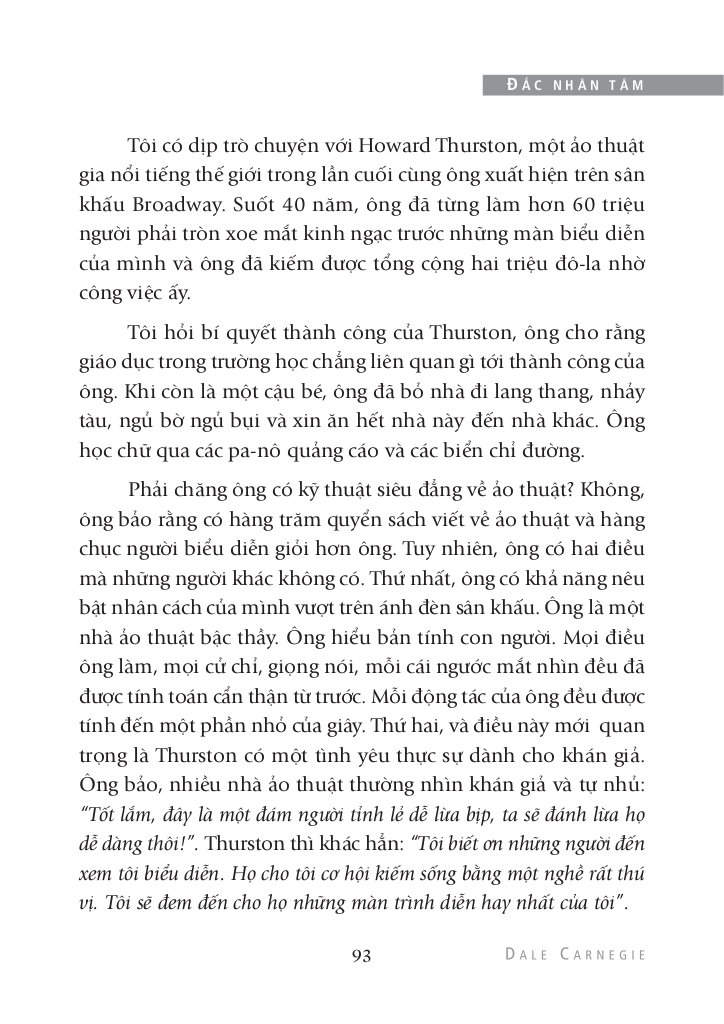 ĐẮC NHÂN TÂM
Tôi có dịp trò chuyện với Howard Thurston, một ảo thuật
gia nổi tiếng thế giới trong lần cuối cùng ông xuất hiện trên sân
khấu Broadway. Suốt 40 năm, ông đã từng làm hơn 60 triệu
người phải tròn xoe mắt kinh ngạc trước những màn biểu diễn
của mình và ông đã kiếm được tổng cộng hai triệu đô-la nhờ
công việc ấy.
Tôi hỏi bí quyết thành công của Thurston, ông cho rằng
giáo dục trong trường học chẳng liên quan gì tới thành công của
ông. Khi còn là một cậu bé, ông đã bỏ nhà đi lang thang, nhảy
tàu, ngủ bờ ngủ bụi và xin ăn hết nhà này đến nhà khác. Ông
học chữ qua các pa-nô quảng cáo và các biển chỉ đường.
Phải chăng ông có kỹ thuật siêu đẳng về ảo thuật? Không,
ông bảo rằng có hàng trăm quyển sách viết về ảo thuật và hàng
chục người biểu diễn giỏi hơn ông. Tuy nhiên, ông có hai điều
mà những người khác không có. Thứ nhất, ông có khả năng nêu
bật nhân cách của mình vượt trên ánh đèn sân khấu. Ông là một
nhà ảo thuật bậc thầy. Ông hiểu bản tính con người. Mọi điều
ông làm, mọi cử chỉ, giọng nói, mỗi cái ngước mắt nhìn đều đã
được tính toán cẩn thận từ trước. Mỗi động tác của ông đều được
tính đến một phần nhỏ của giây. Thứ hai, và điều này mới quan
trọng là Thurston có một tình yêu thực sự dành cho khán giả.
Ông bảo, nhiều nhà ảo thuật thường nhìn khán giả và tự nhủ:
“Tốt lắm, đây là một đám người tỉnh lẻ dễ lừa bịp, ta sẽ đánh lừa họ
dễ dàng thôi!”. Thurston thì khác hẳn: “Tôi biết ơn những người đến
xem tôi biểu diễn. Họ cho tôi cơ hội kiếm sống bằng một nghề rất thú
vị. Tôi sẽ đem đến cho họ những màn trình diễn hay nhất của tôi”.
93
DALE CARNEGIE